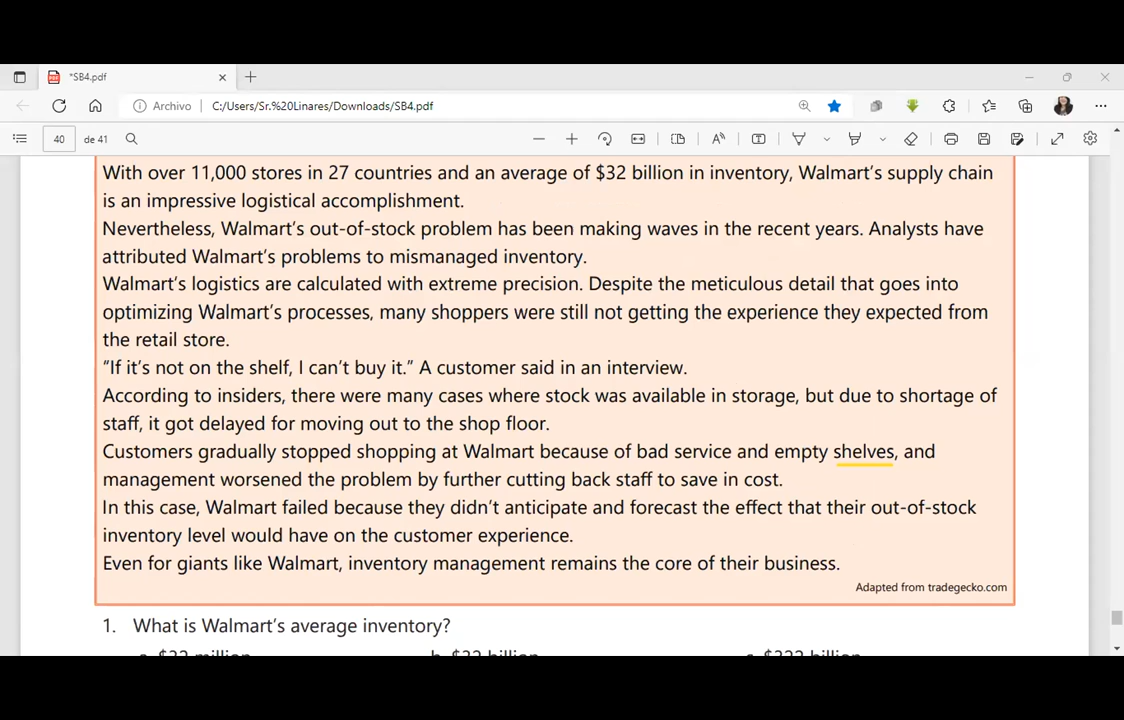 *SB4.pdf
Archivo C:/Users/Sr.%20Linares/Downloads/SB4.pdf
40 de 41
With over 11,000 stores in 27 countries and an average of $32 billion in inventory, Walmart's supply chain
is an impressive logistical accomplishment.
Nevertheless, Walmart's out-of-stock problem has been making waves in the recent years. Analysts have
attributed Walmart's problems to mismanaged inventory.
Walmart's logistics are calculated with extreme precision. Despite the meticulous detail that goes into
optimizing Walmart's processes, many shoppers were still not getting the experience they expected from
the retail store.
"If it's not on the shelf, I can't buy it." A customer said in an interview.
According to insiders, there were many cases where stock was available in storage, but due to shortage of
staff, it got delayed for moving out to the shop floor.
Customers gradually stopped shopping at Walmart because of bad service and empty shelves, and
management worsened the problem by further cutting back staff to save in cost.
In this case, Walmart failed because they didn't anticipate and forecast the effect that their out-of-stock
inventory level would have on the customer experience.
Even for giants like Walmart, inventory management remains the core of their business.
Adapted from tradegecko.com
1. What is Walmart's average inventory?
a. $32 million b. $32 billion c. $322 billion